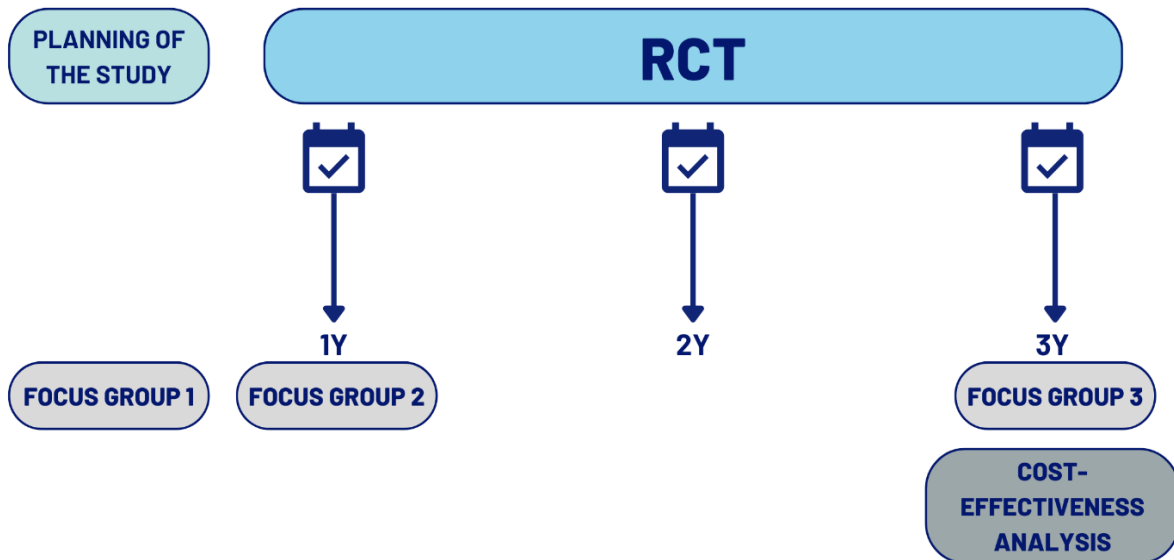 PLANNING OF
THE STUDY
RCT
1Y
2Y
3Y
FOCUS GROUP 1
FOCUS GROUP 2
FOCUS GROUP 3
COST-
EFFECTIVENESS
ANALYSIS